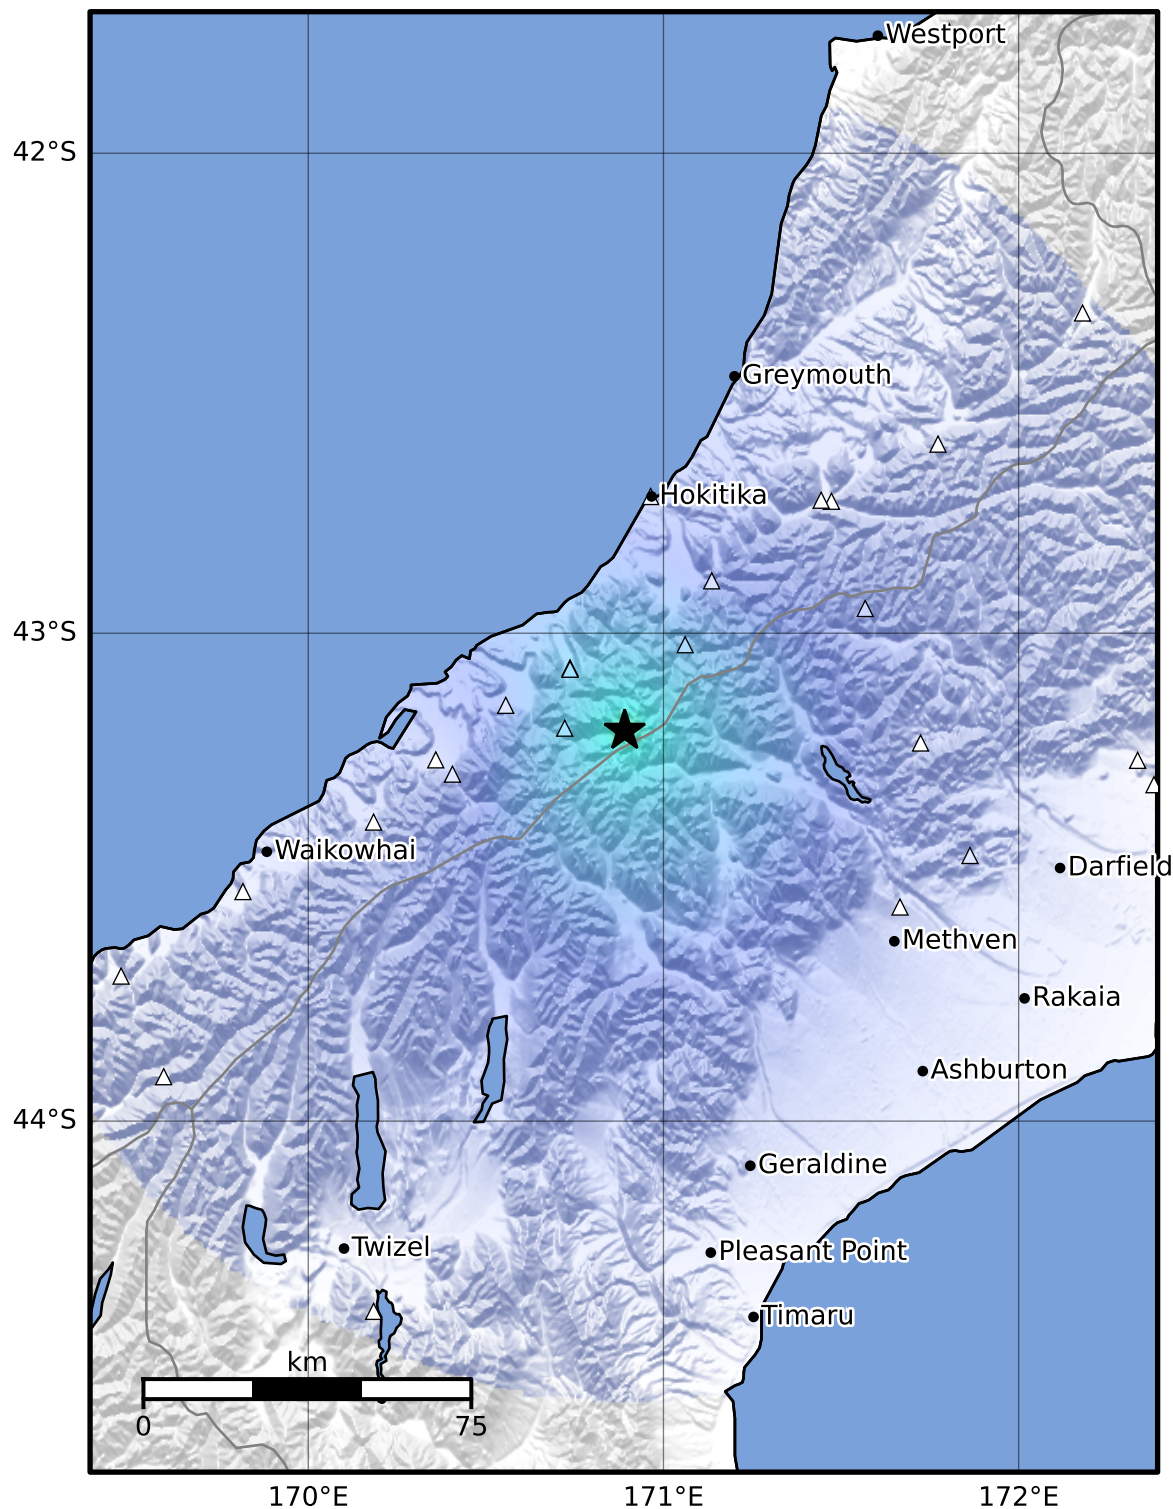 Westport
42°S
Greymouth
Hokitika
43°S
Waikowhai
Darfield
Methven
Rakaia
Ashburton
44°S
Geraldine
Twizel
Pleasant Point
Timaru
km
0
75
170°E
171°E
172°E